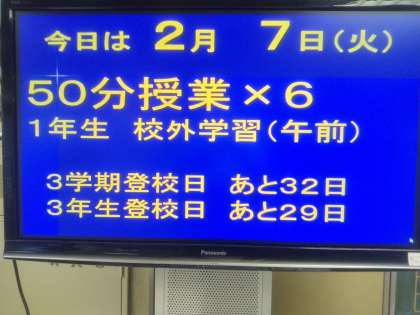 今日は 2月 7日(火)
50分授業×6
1年生 校外学習(午前)
3学期登校日 あと32日
3年生登校日 あと29日
Panasonic